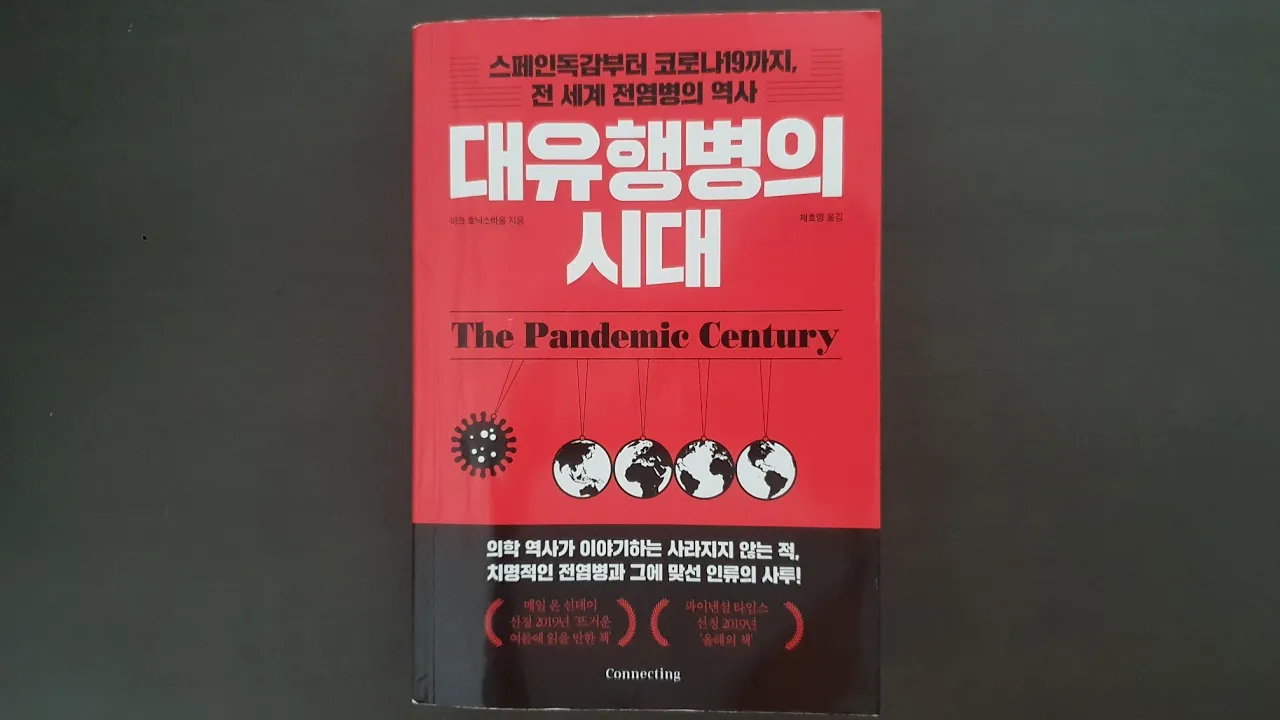 스페인독감부터 코로나19까지,
전 세계 전염병의 역사
대유행병의
마크 호닉스바움 지음
제효영 옮김
시대
The Pandemic Century
의학 역사가 이야기하는 사라지지 않는 적,
치명적인 전염병과 그에 맞선 인류의 사투!
메일 온 선데이
선정 2019년 '뜨거운
여름에 읽을 만한 책'
파이낸셜 타임스
선정 2019년
'올해의 책'
Connecting